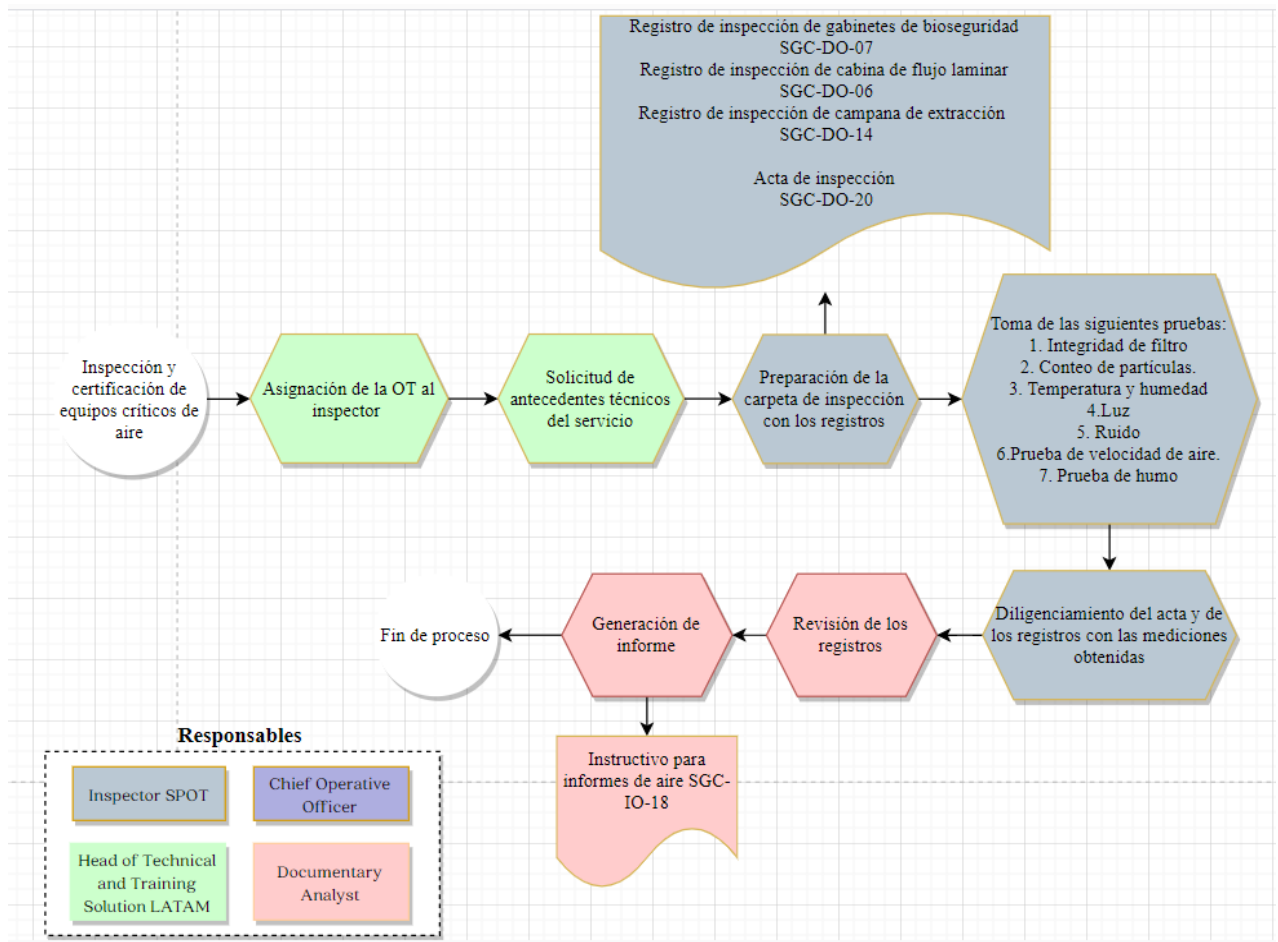 Registro de inspección de gabinetes de bioseguridad
SGC-DO-07
Registro de inspección de cabina de flujo laminar
SGC-DO-06
Registro de inspección de campana de extracción
SGC-DO-14
Acta de inspección
SGC-DO-20
Inspección y
certificación de
equipos críticos de
aire
Asignación de la OT al
inspector
Solicitud de
antecedentes técnicos
del servicio
Preparación de la
carpeta de inspección
con los registros
Toma de las siguientes pruebas:
1. Integridad de filtro
2. Conteo de partículas.
3. Temperatura y humedad
4.Luz
5. Ruido
6.Prueba de velocidad de aire.
7. Prueba de humo
Diligenciamiento del acta y de
los registros con las mediciones
obtenidas
Revisión de los
registros
Generación de
informe
Fin de proceso
Instructivo para
informes de aire SGC-
IO-18
Responsables
Inspector SPOT
Chief Operative
Officer
Head of Technical
and Training
Solution LATAM
Documentary
Analyst